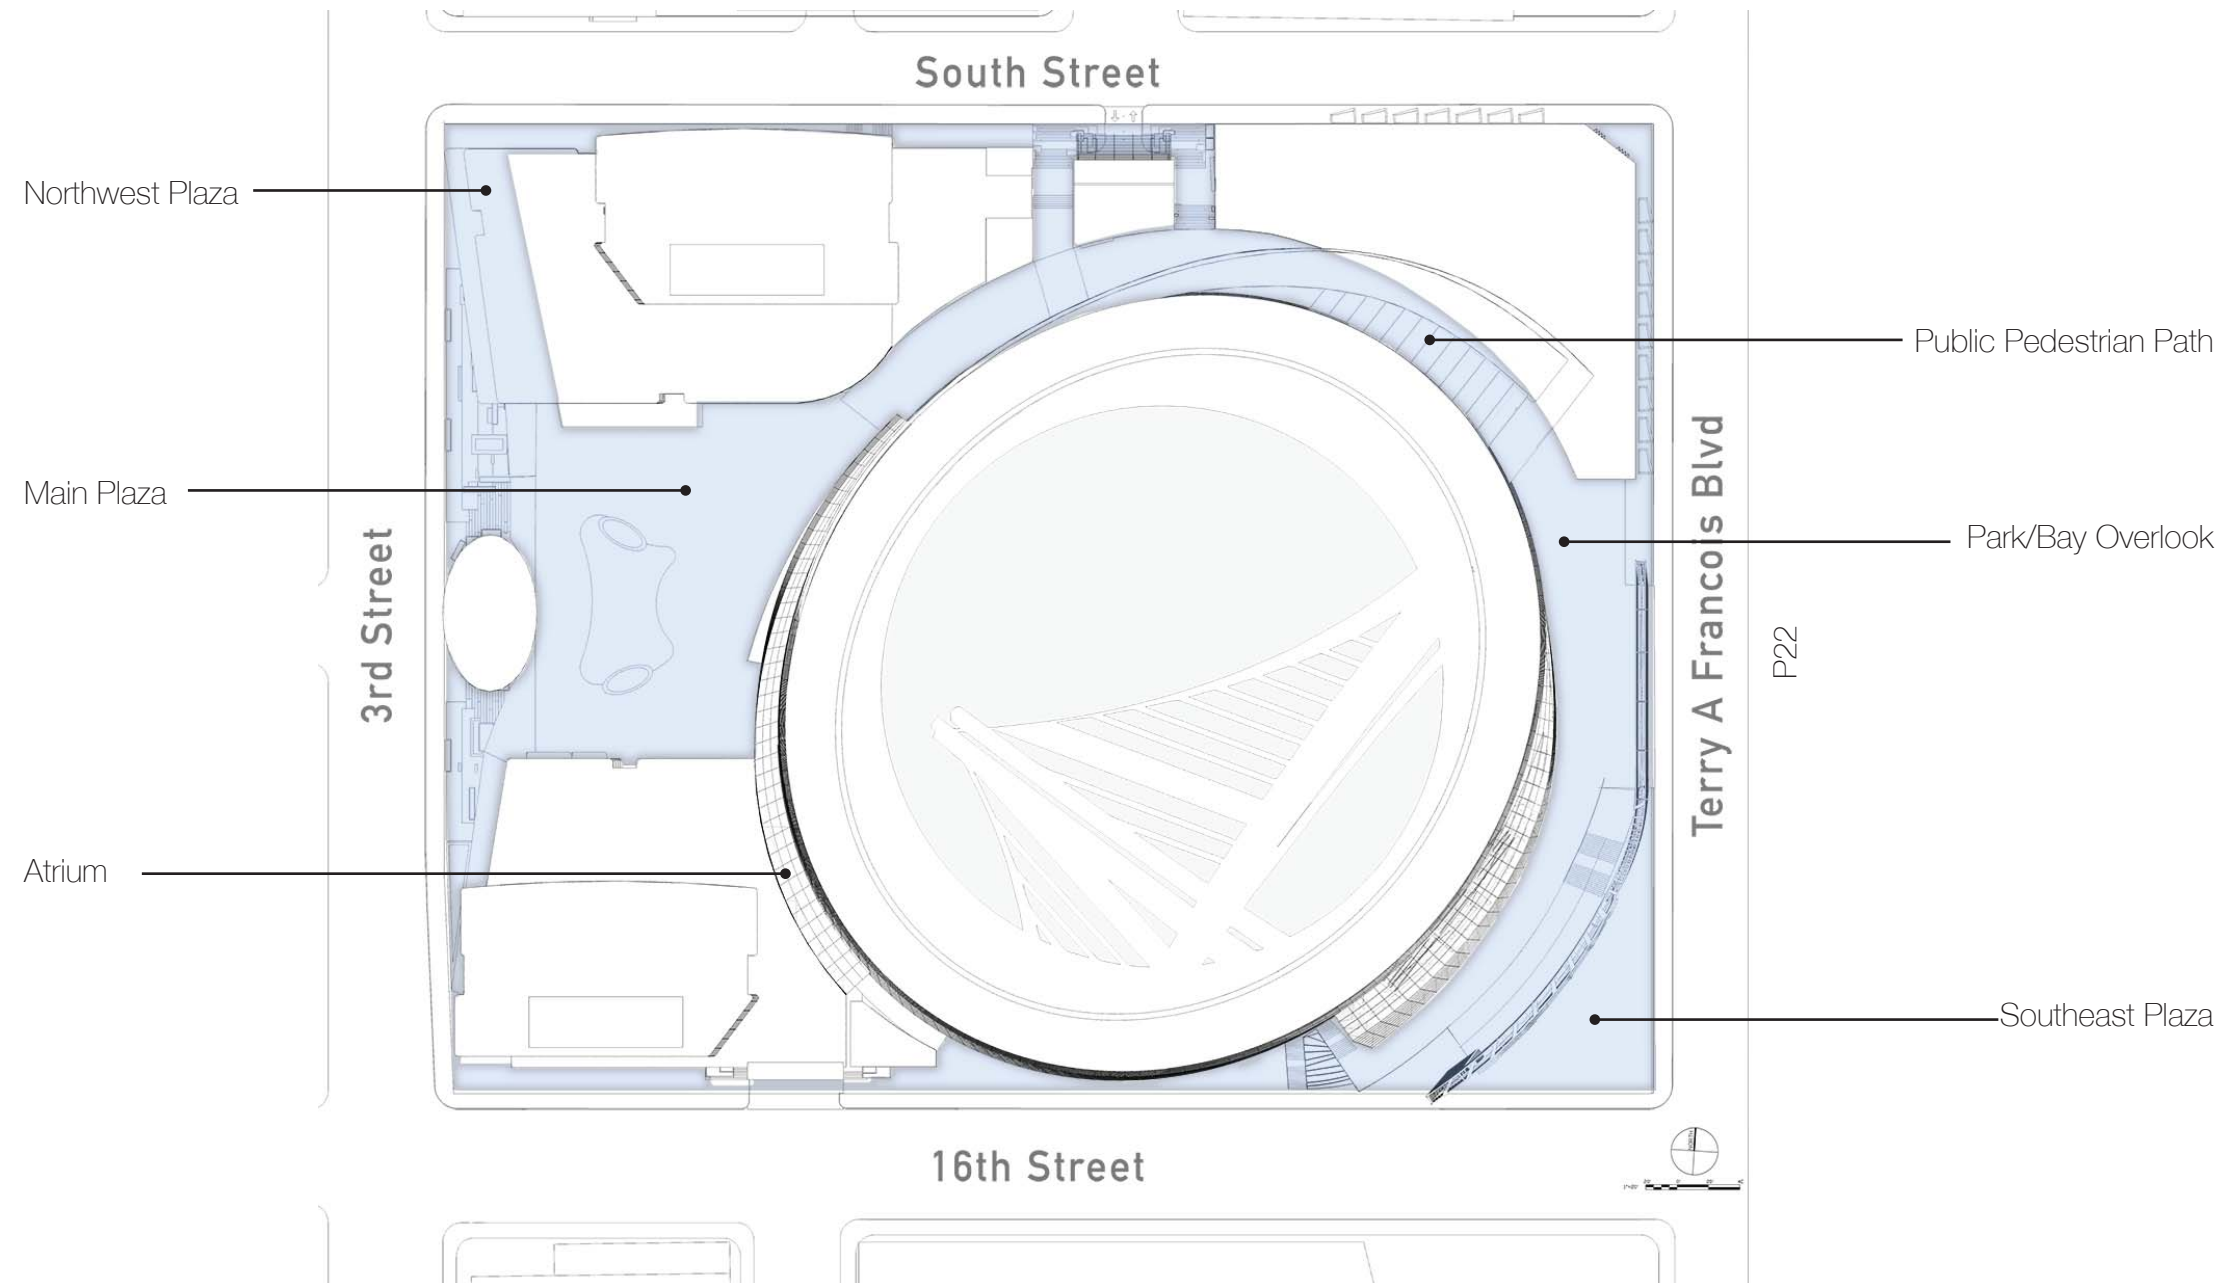 South Street
Northwest Plaza
Public Pedestrian Path
Main Plaza
Park/Bay Overlook
3rd Street
Terry A Francois Blvd
P22
Atrium
Southeast Plaza
16th Street
NORTH